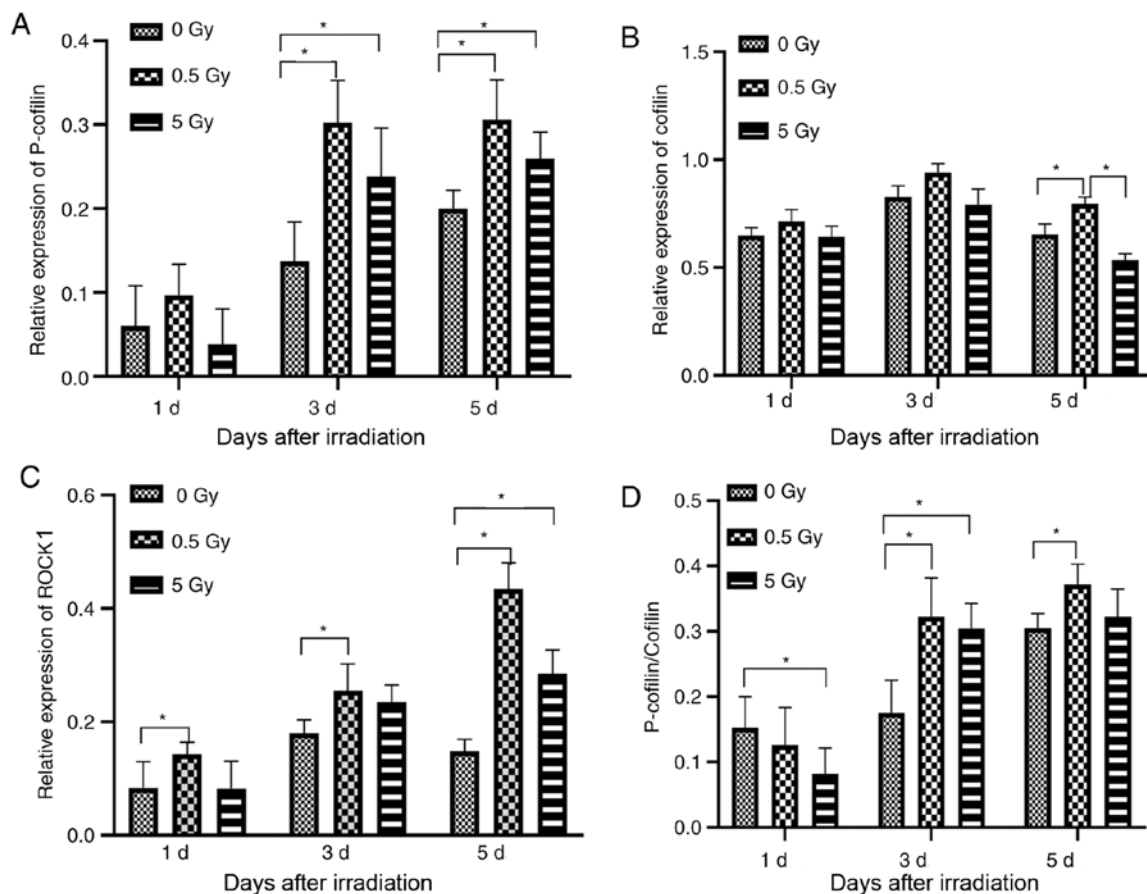 A
0 Gy
0.5 Gy
5 Gy
Relative expression of P-cofilin
0.4
0.3
0.2
0.1
0.0
* * * *
1 d 3 d 5 d
Days after irradiation
B
0 Gy
0.5 Gy
5 Gy
Relative expression of cofilin
1.5
1.0
0.5
0.0
* *
1 d 3 d 5 d
Days after irradiation
C
0 Gy
0.5 Gy
5 Gy
Relative expression of ROCK1
0.6
0.4
0.2
0.0
* * * *
1 d 3 d 5 d
Days after irradiation
D
0 Gy
0.5 Gy
5 Gy
P-cofilin/Cofilin
0.5
0.4
0.3
0.2
0.1
0.0
* * * *
1 d 3 d 5 d
Days after irradiation